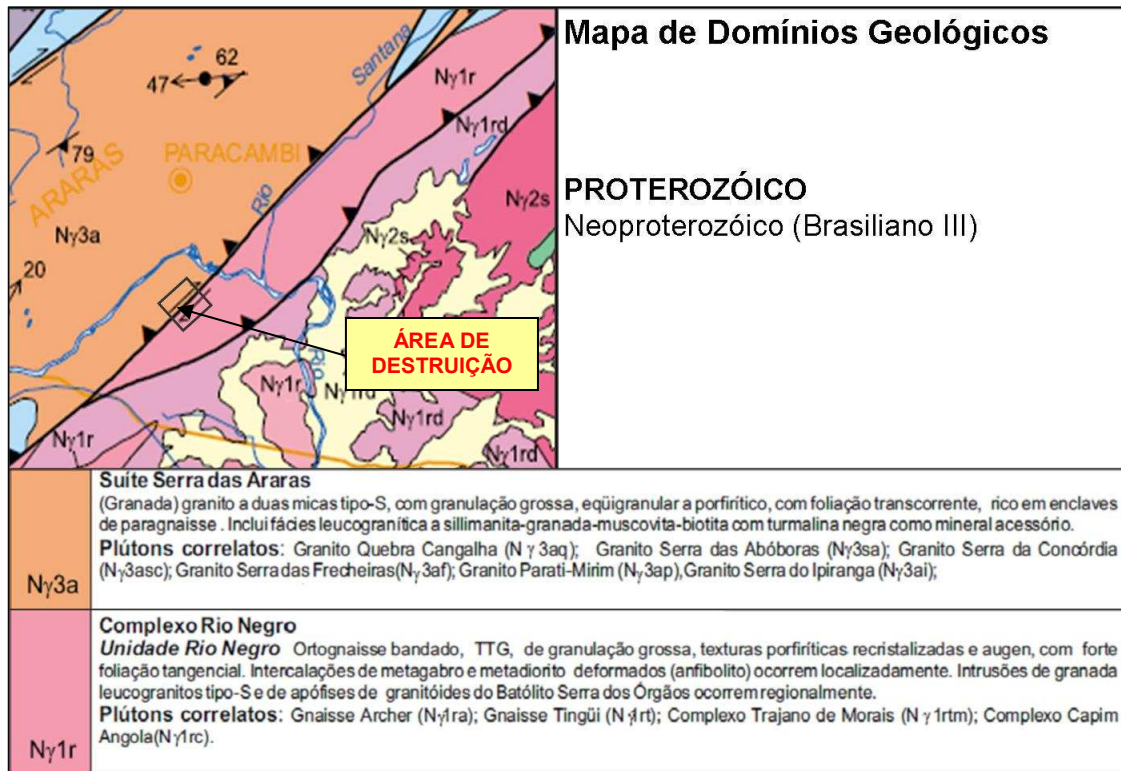 Mapa de Domínios Geológicos
PROTEROZÓICO
Neoproterozóico (Brasiliano III)
62
47
Santana
Nγ1r
Nγ1rd
79
PARACAMBI
ARARAS
Rio
Nγ2s
Nγ3a
Nγ2s
20
ÁREA DE
DESTRUIÇÃO
Rio
Nγ1r
Nγ1rd
Nγ1rd
Nγ1r
Nγ1rd
Suíte Serra das Araras
(Granada) granito a duas micas tipo-S, com granulação grossa, eqüigranular a porfirítico, com foliação transcorrente, rico em enclaves
de paragnaisse . Inclui fácies leucogranítica a sillimanita-granada-muscovita-biotita com turmalina negra como mineral acessório.
Plútons correlatos: Granito Quebra Cangalha (N γ 3aq); Granito Serra das Abóboras (Nγ3sa); Granito Serra da Concórdia
(Nγ3asc); Granito Serra das Frecheiras(Nγ3af); Granito Parati-Mirim (Nγ3ap),Granito Serra do Ipiranga (Nγ3ai);
Nγ3a
Complexo Rio Negro
Unidade Rio Negro Ortognaisse bandado, TTG, de granulação grossa, texturas porfiríticas recristalizadas e augen, com forte
foliação tangencial. Intercalações de metagabro e metadiorito deformados (anfibolito) ocorrem localizadamente. Intrusões de granada
leucogranitos tipo-S e de apófises de granitóides do Batólito Serra dos Órgãos ocorrem regionalmente.
Plútons correlatos: Gnaisse Archer (Nγ1ra); Gnaisse Tingüi (Nγ1rt); Complexo Trajano de Morais (N γ 1rtm); Complexo Capim
Angola(Nγ1rc).
Nγ1r